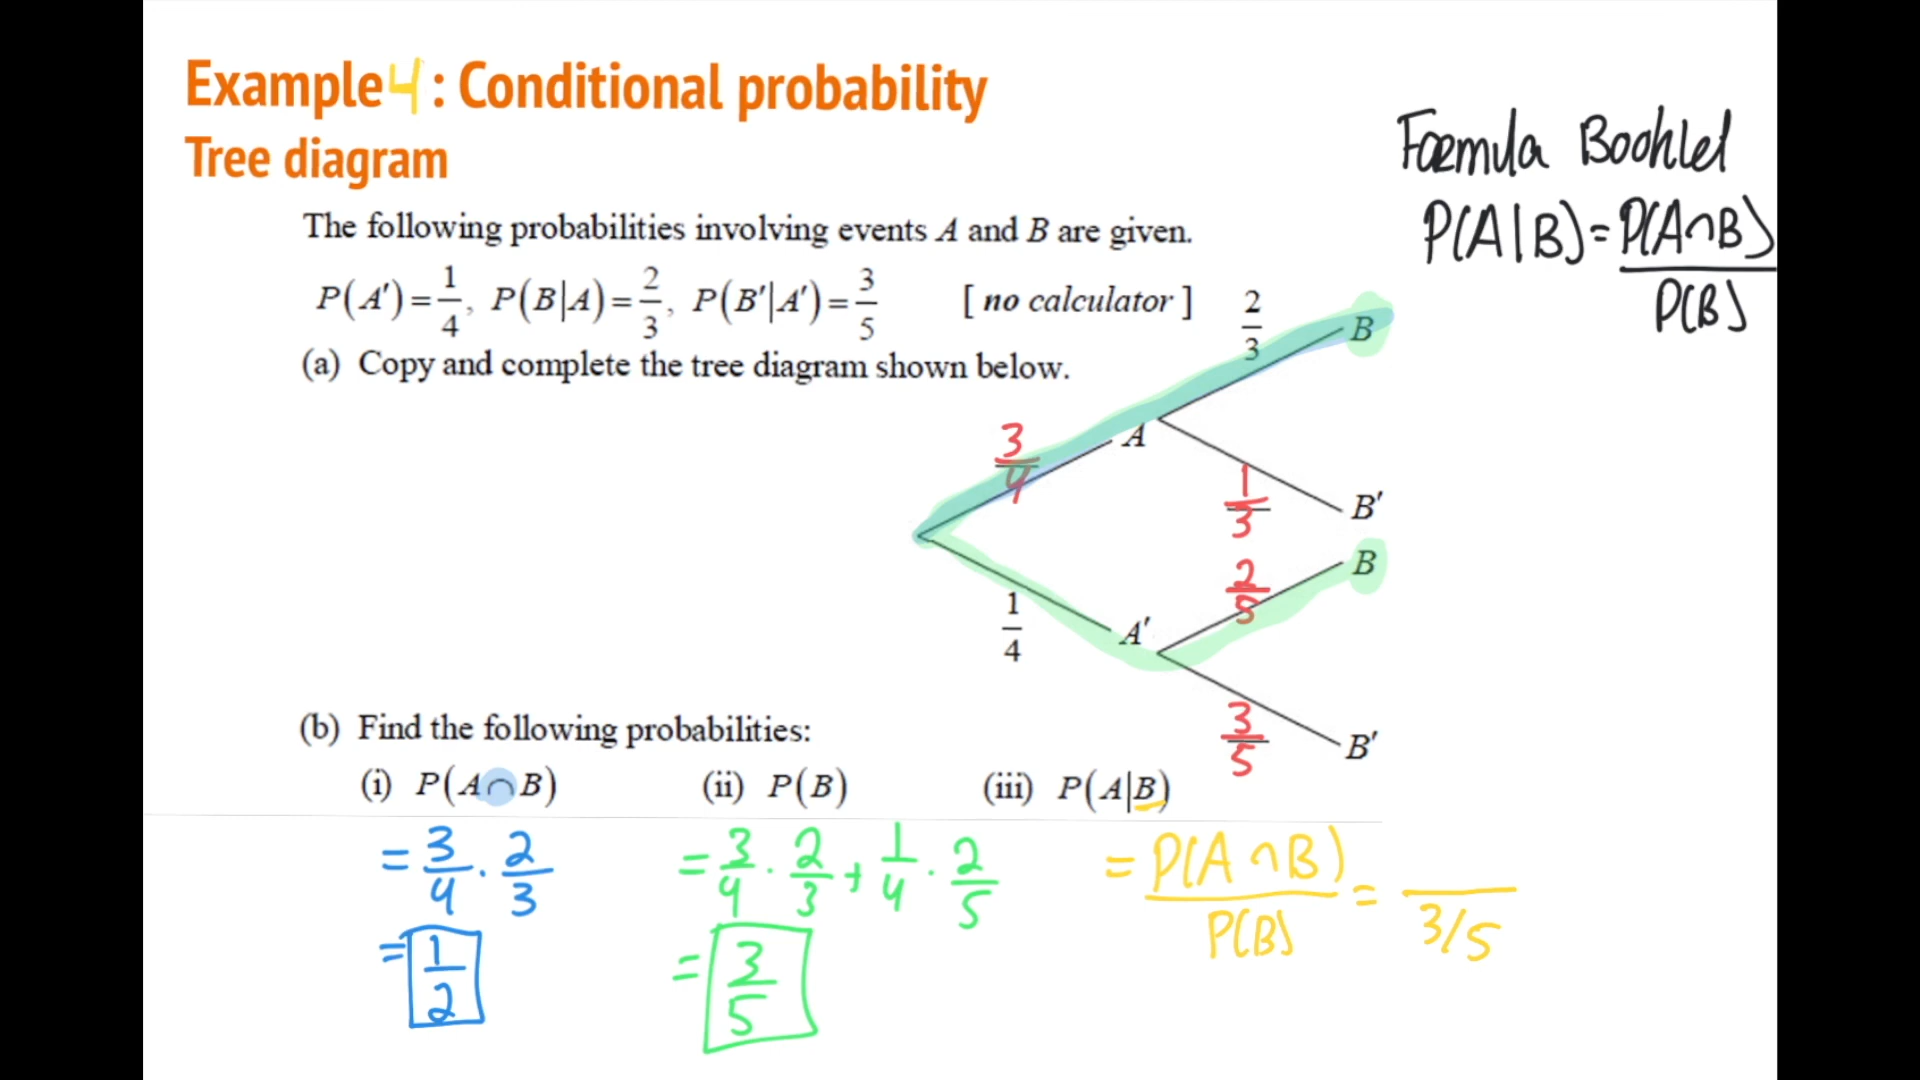 Example 4: Conditional probability
Tree diagram
Formula Booklet
P(A|B)=P(A∩B)/P(B)
The following probabilities involving events A and B are given.
P(A′)=1/4, P(B|A)=2/3, P(B′|A′)=3/5 [ no calculator ]
(a) Copy and complete the tree diagram shown below.
2/3 B
3/4 A
1/3 B′
2/5 B
1/4 A′
3/5 B′
(b) Find the following probabilities:
(i) P(A∩B) (ii) P(B) (iii) P(A|B)
= 3/4 · 2/3
= 1/2
= 3/4 · 2/3 + 1/4 · 2/5
= 3/5
= P(A∩B)/P(B) = /3/5